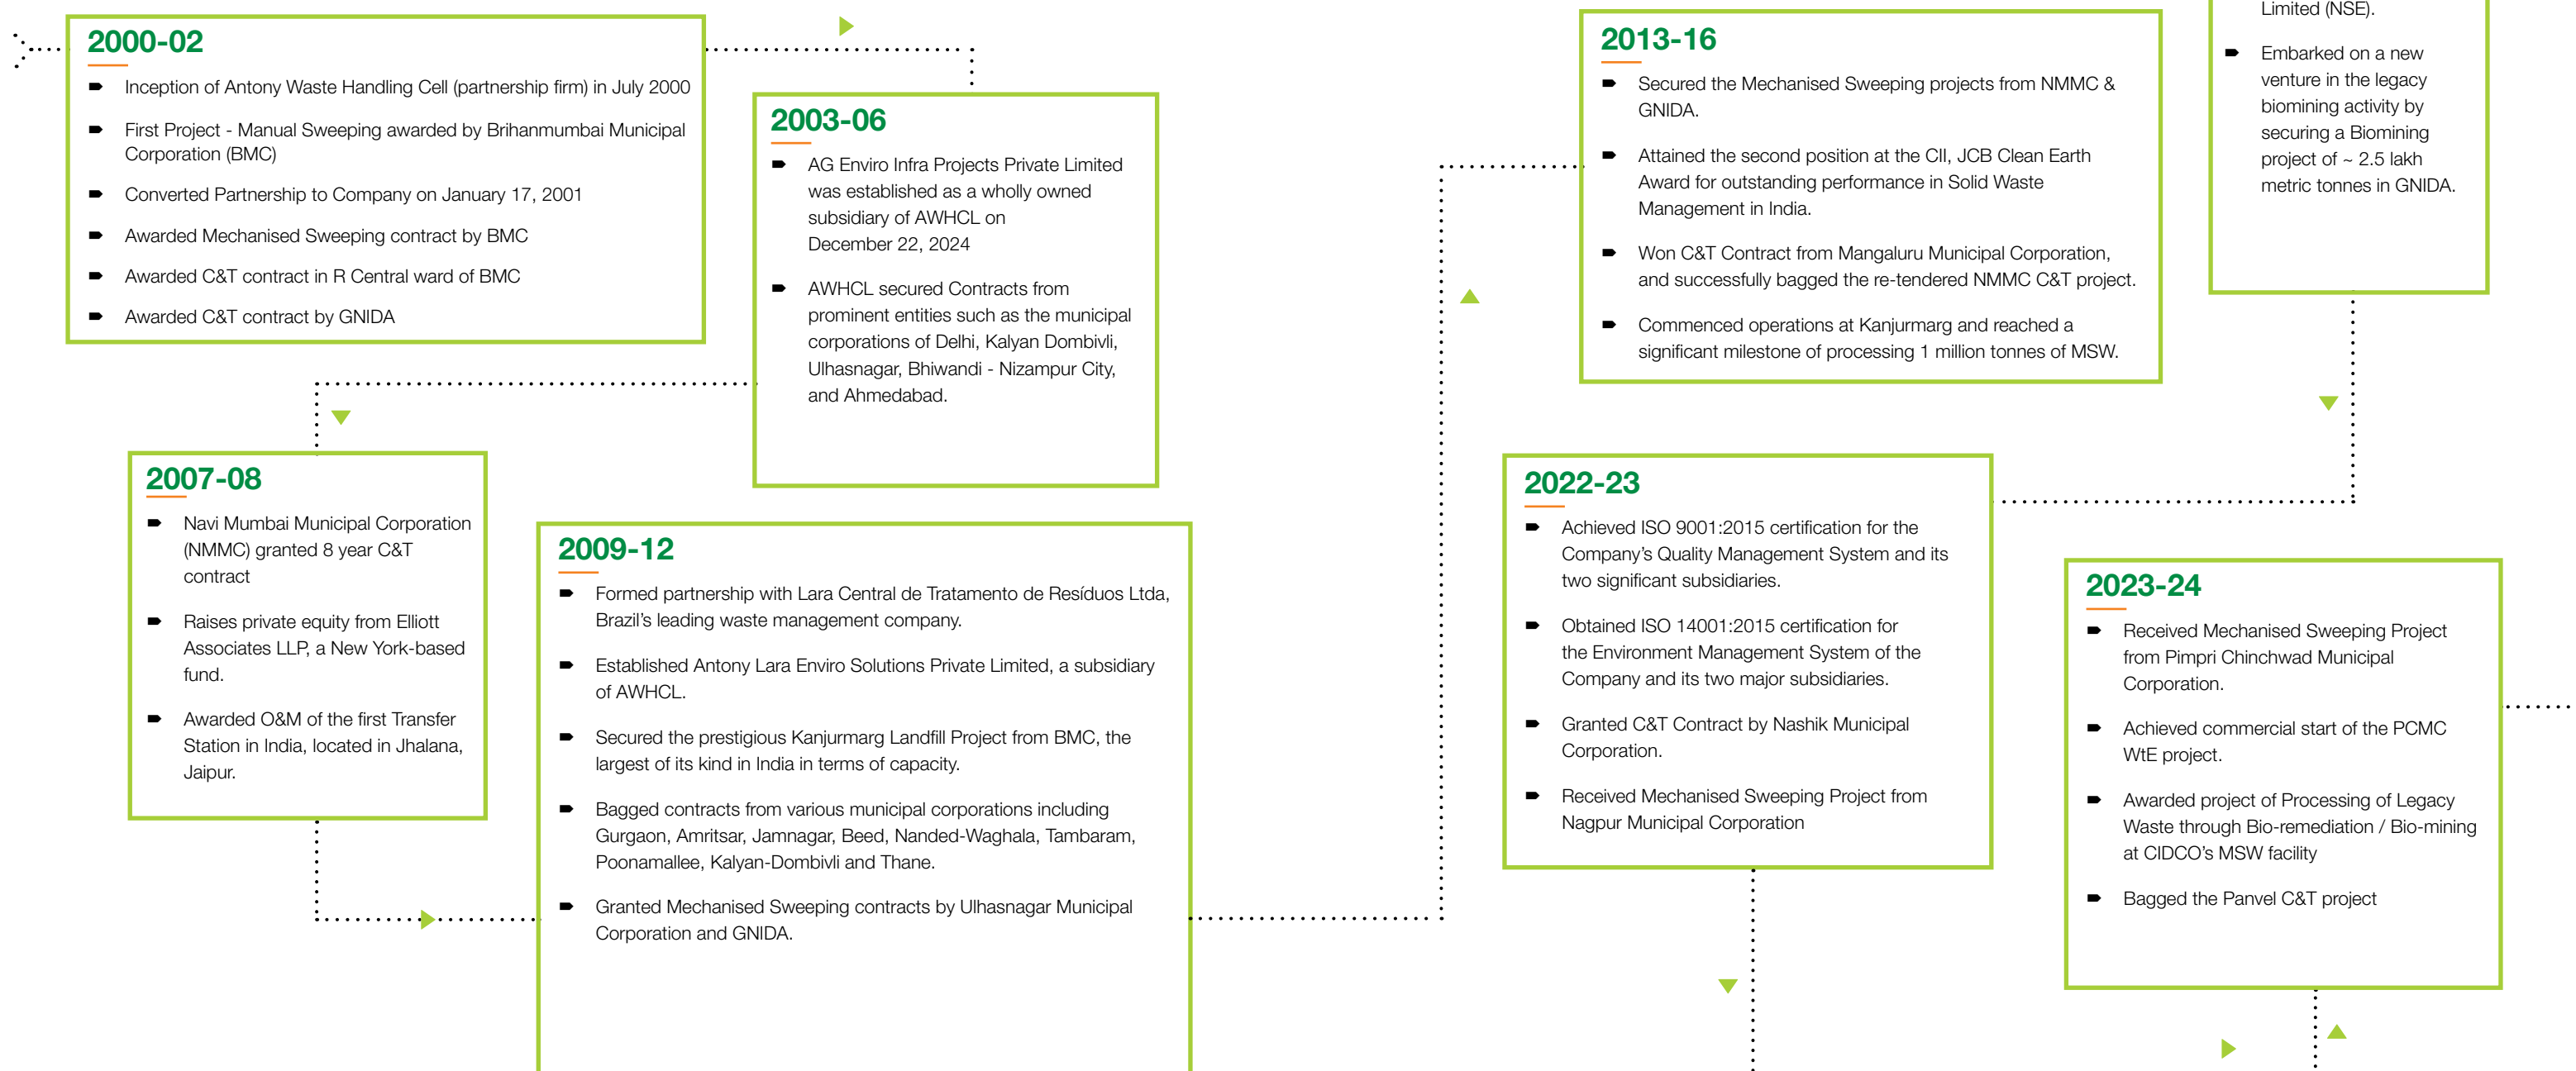 2000-02
Inception of Antony Waste Handling Cell (partnership firm) in July 2000
First Project - Manual Sweeping awarded by Brihanmumbai Municipal
Corporation (BMC)
Converted Partnership to Company on January 17, 2001
Awarded Mechanised Sweeping contract by BMC
Awarded C&T contract in R Central ward of BMC
Awarded C&T contract by GNIDA
2003-06
AG Enviro Infra Projects Private Limited
was established as a wholly owned
subsidiary of AWHCL on
December 22, 2024
AWHCL secured Contracts from
prominent entities such as the municipal
corporations of Delhi, Kalyan Dombivli,
Ulhasnagar, Bhiwandi - Nizampur City,
and Ahmedabad.
2007-08
Navi Mumbai Municipal Corporation
(NMMC) granted 8 year C&T
contract
Raises private equity from Elliott
Associates LLP, a New York-based
fund.
Awarded O&M of the first Transfer
Station in India, located in Jhalana,
Jaipur.
2009-12
Formed partnership with Lara Central de Tratamento de Resíduos Ltda,
Brazil’s leading waste management company.
Established Antony Lara Enviro Solutions Private Limited, a subsidiary
of AWHCL.
Secured the prestigious Kanjurmarg Landfill Project from BMC, the
largest of its kind in India in terms of capacity.
Bagged contracts from various municipal corporations including
Gurgaon, Amritsar, Jamnagar, Beed, Nanded-Waghala, Tambaram,
Poonamallee, Kalyan-Dombivli and Thane.
Granted Mechanised Sweeping contracts by Ulhasnagar Municipal
Corporation and GNIDA.
2013-16
Secured the Mechanised Sweeping projects from NMMC &
GNIDA.
Attained the second position at the CII, JCB Clean Earth
Award for outstanding performance in Solid Waste
Management in India.
Won C&T Contract from Mangaluru Municipal Corporation,
and successfully bagged the re-tendered NMMC C&T project.
Commenced operations at Kanjurmarg and reached a
significant milestone of processing 1 million tonnes of MSW.
Limited (NSE).
Embarked on a new
venture in the legacy
biomining activity by
securing a Biomining
project of ~ 2.5 lakh
metric tonnes in GNIDA.
2022-23
Achieved ISO 9001:2015 certification for the
Company’s Quality Management System and its
two significant subsidiaries.
Obtained ISO 14001:2015 certification for
the Environment Management System of the
Company and its two major subsidiaries.
Granted C&T Contract by Nashik Municipal
Corporation.
Received Mechanised Sweeping Project from
Nagpur Municipal Corporation
2023-24
Received Mechanised Sweeping Project
from Pimpri Chinchwad Municipal
Corporation.
Achieved commercial start of the PCMC
WtE project.
Awarded project of Processing of Legacy
Waste through Bio-remediation / Bio-mining
at CIDCO’s MSW facility
Bagged the Panvel C&T project